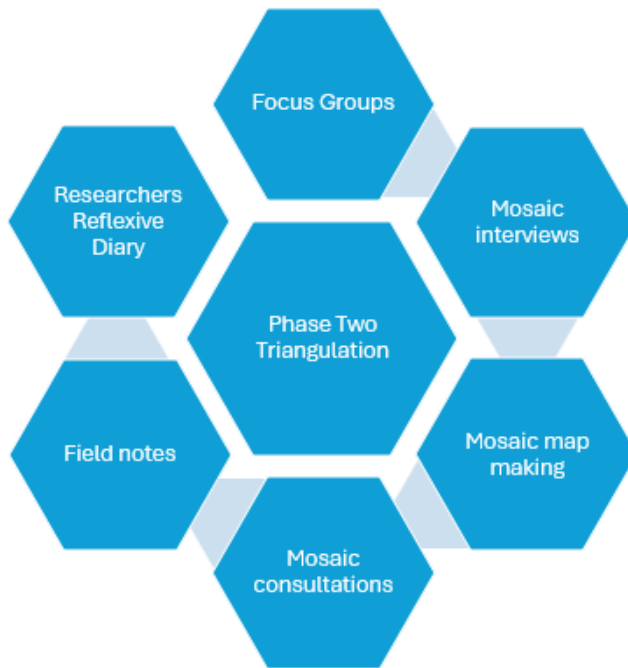 Focus Groups
Mosaic
interviews
Mosaic map
making
Mosaic
consultations
Field notes
Researchers
Reflexive
Diary
Phase Two
Triangulation